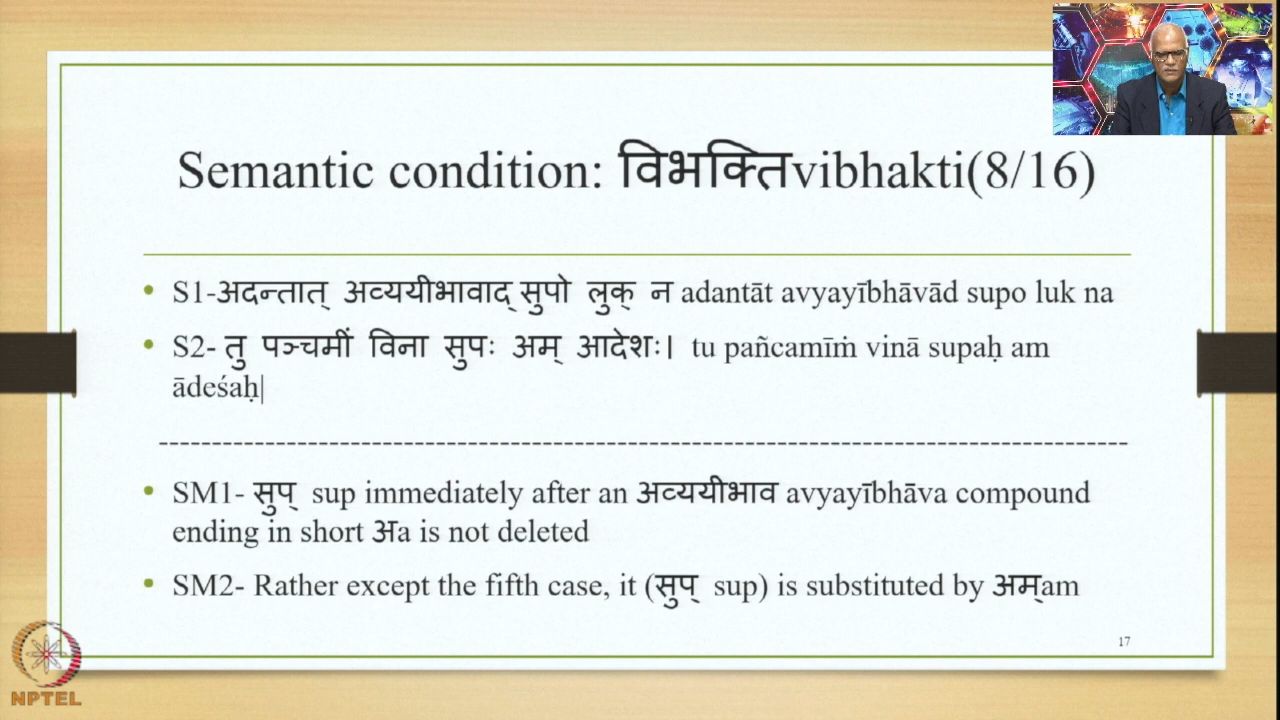 Semantic condition: विभक्तिvibhakti(8/16)
• S1-अदन्तात् अव्ययीभावाद् सुपो लुक् न adantāt avyayībhāvād supo luk na
• S2- तु पञ्चमीं विना सुपः अम् आदेशः। tu pañcamīṁ vinā supaḥ am
ādeśaḥ|
--------------------------------------------------------------------------------------------
• SM1- सुप् sup immediately after an अव्ययीभाव avyayībhāva compound
ending in short अa is not deleted
• SM2- Rather except the fifth case, it (सुप् sup) is substituted by अम्am
17
NPTEL